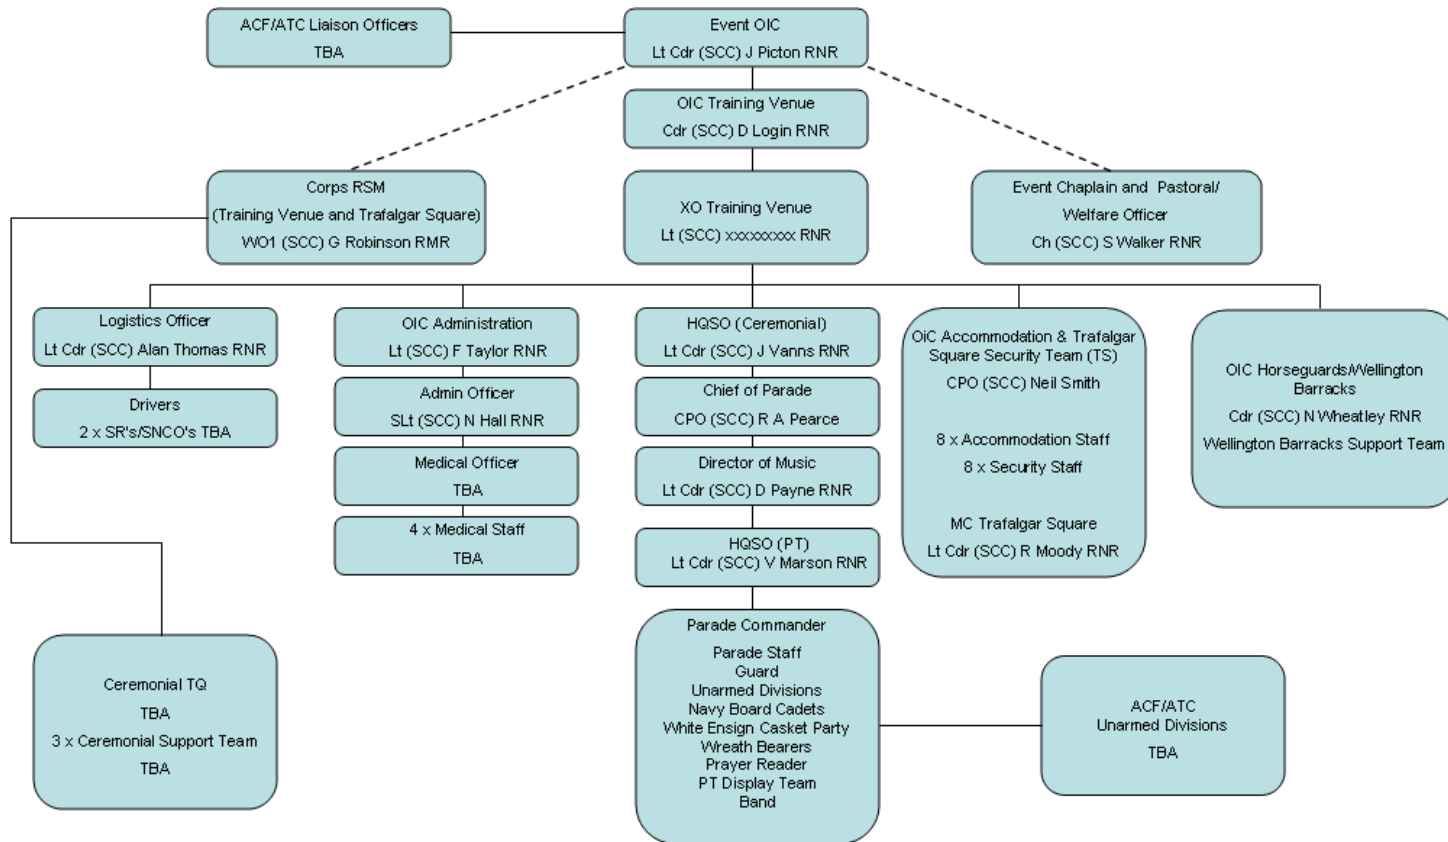 ACF/ATC Liaison Officers
TBA
Event OIC
Lt Cdr (SCC) J Picton RNR
OIC Training Venue
Cdr (SCC) D Login RNR
Corps RSM
(Training Venue and Trafalgar Square)
WO1 (SCC) G Robinson RMR
XO Training Venue
Lt (SCC) xxxxxxxxx RNR
Event Chaplain and Pastoral/
Welfare Officer
Ch (SCC) S Walker RNR
Logistics Officer
Lt Cdr (SCC) Alan Thomas RNR
Drivers
2 x SR's/SNCO's TBA
OIC Administration
Lt (SCC) F Taylor RNR
Admin Officer
SLt (SCC) N Hall RNR
Medical Officer
TBA
4 x Medical Staff
TBA
HQSO (Ceremonial)
Lt Cdr (SCC) J Vanns RNR
Chief of Parade
CPO (SCC) R A Pearce
Director of Music
Lt Cdr (SCC) D Payne RNR
HQSO (PT)
Lt Cdr (SCC) V Marson RNR
OiC Accommodation & Trafalgar
Square Security Team (TS)
CPO (SCC) Neil Smith
8 x Accommodation Staff
8 x Security Staff
MC Trafalgar Square
Lt Cdr (SCC) R Moody RNR
OIC Horseguards/Wellington
Barracks
Cdr (SCC) N Wheatley RNR
Wellington Barracks Support Team
Ceremonial TQ
TBA
3 x Ceremonial Support Team
TBA
Parade Commander
Parade Staff
Guard
Unarmed Divisions
Navy Board Cadets
White Ensign Casket Party
Wreath Bearers
Prayer Reader
PT Display Team
Band
ACF/ATC
Unarmed Divisions
TBA